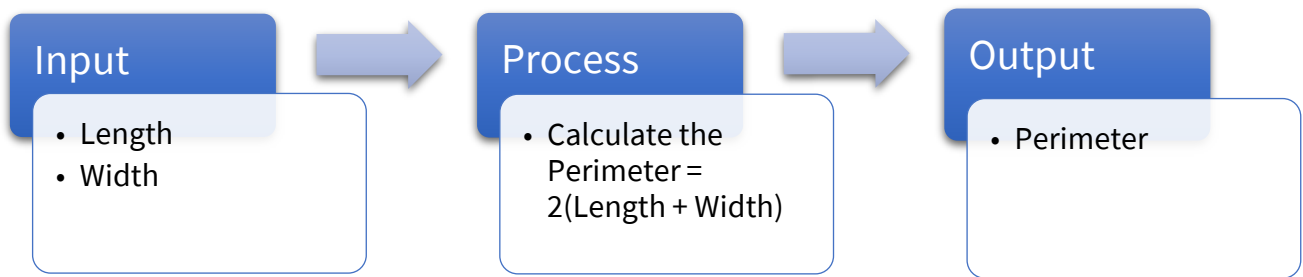 Input
• Length
• Width
Process
• Calculate the
Perimeter =
2(Length + Width)
Output
• Perimeter